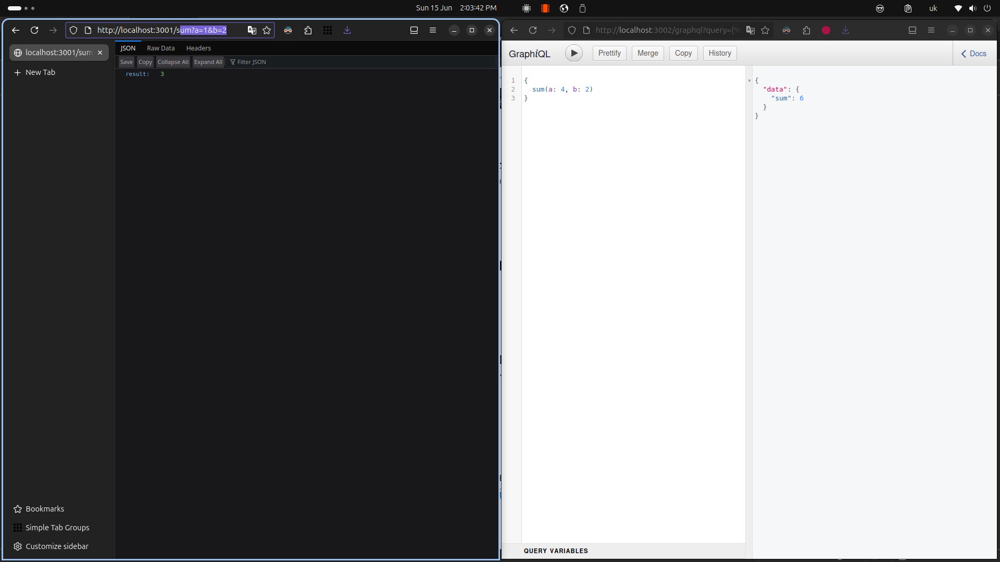 Sun 15 Jun 2:03:42 PM
uk
http://localhost:3001/sum?a=1&b=2
localhost:3001/sum
New Tab
JSON Raw Data Headers
Save Copy Collapse All Expand All Filter JSON
result: 3
Bookmarks
Simple Tab Groups
Customize sidebar
http://localhost:3002/graphql?query={%
GraphiQL Prettify Merge Copy History Docs
1 {
2 sum(a: 4, b: 2)
3 }
{
"data": {
"sum": 6
}
}
QUERY VARIABLES